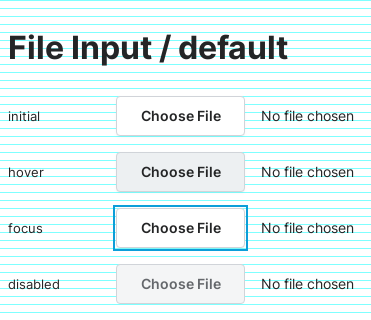 File Input / default
initial Choose File No file chosen
hover Choose File No file chosen
focus Choose File No file chosen
disabled Choose File No file chosen